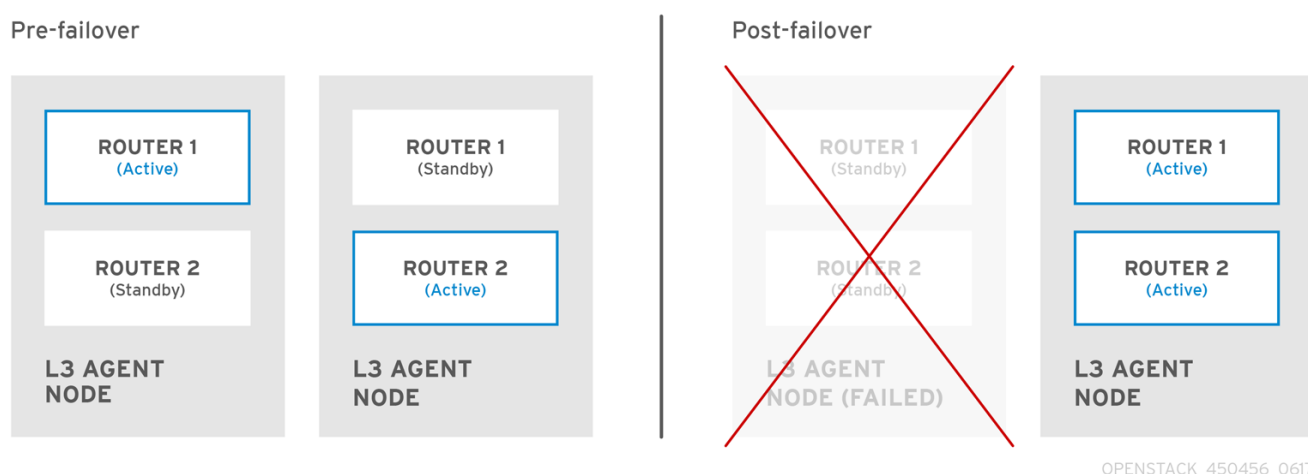 Pre-failover
ROUTER 1
(Active)
ROUTER 2
(Standby)
L3 AGENT
NODE
ROUTER 1
(Standby)
ROUTER 2
(Active)
L3 AGENT
NODE
Post-failover
ROUTER 1
(Standby)
ROUTER 2
(Standby)
L3 AGENT
NODE (FAILED)
ROUTER 1
(Active)
ROUTER 2
(Active)
L3 AGENT
NODE
OPENSTACK_450456_0617